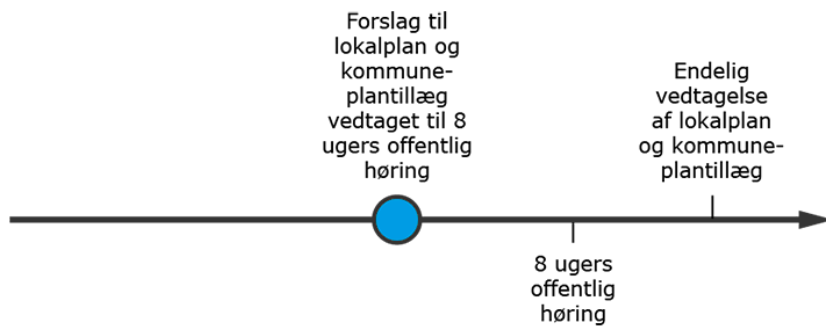 Forslag til
lokalplan og
kommune-
plantillæg
vedtaget til 8
ugers offentlig
høring
8 ugers
offentlig
høring
Endelig
vedtagelse
af lokalplan
og kommune-
plantillæg